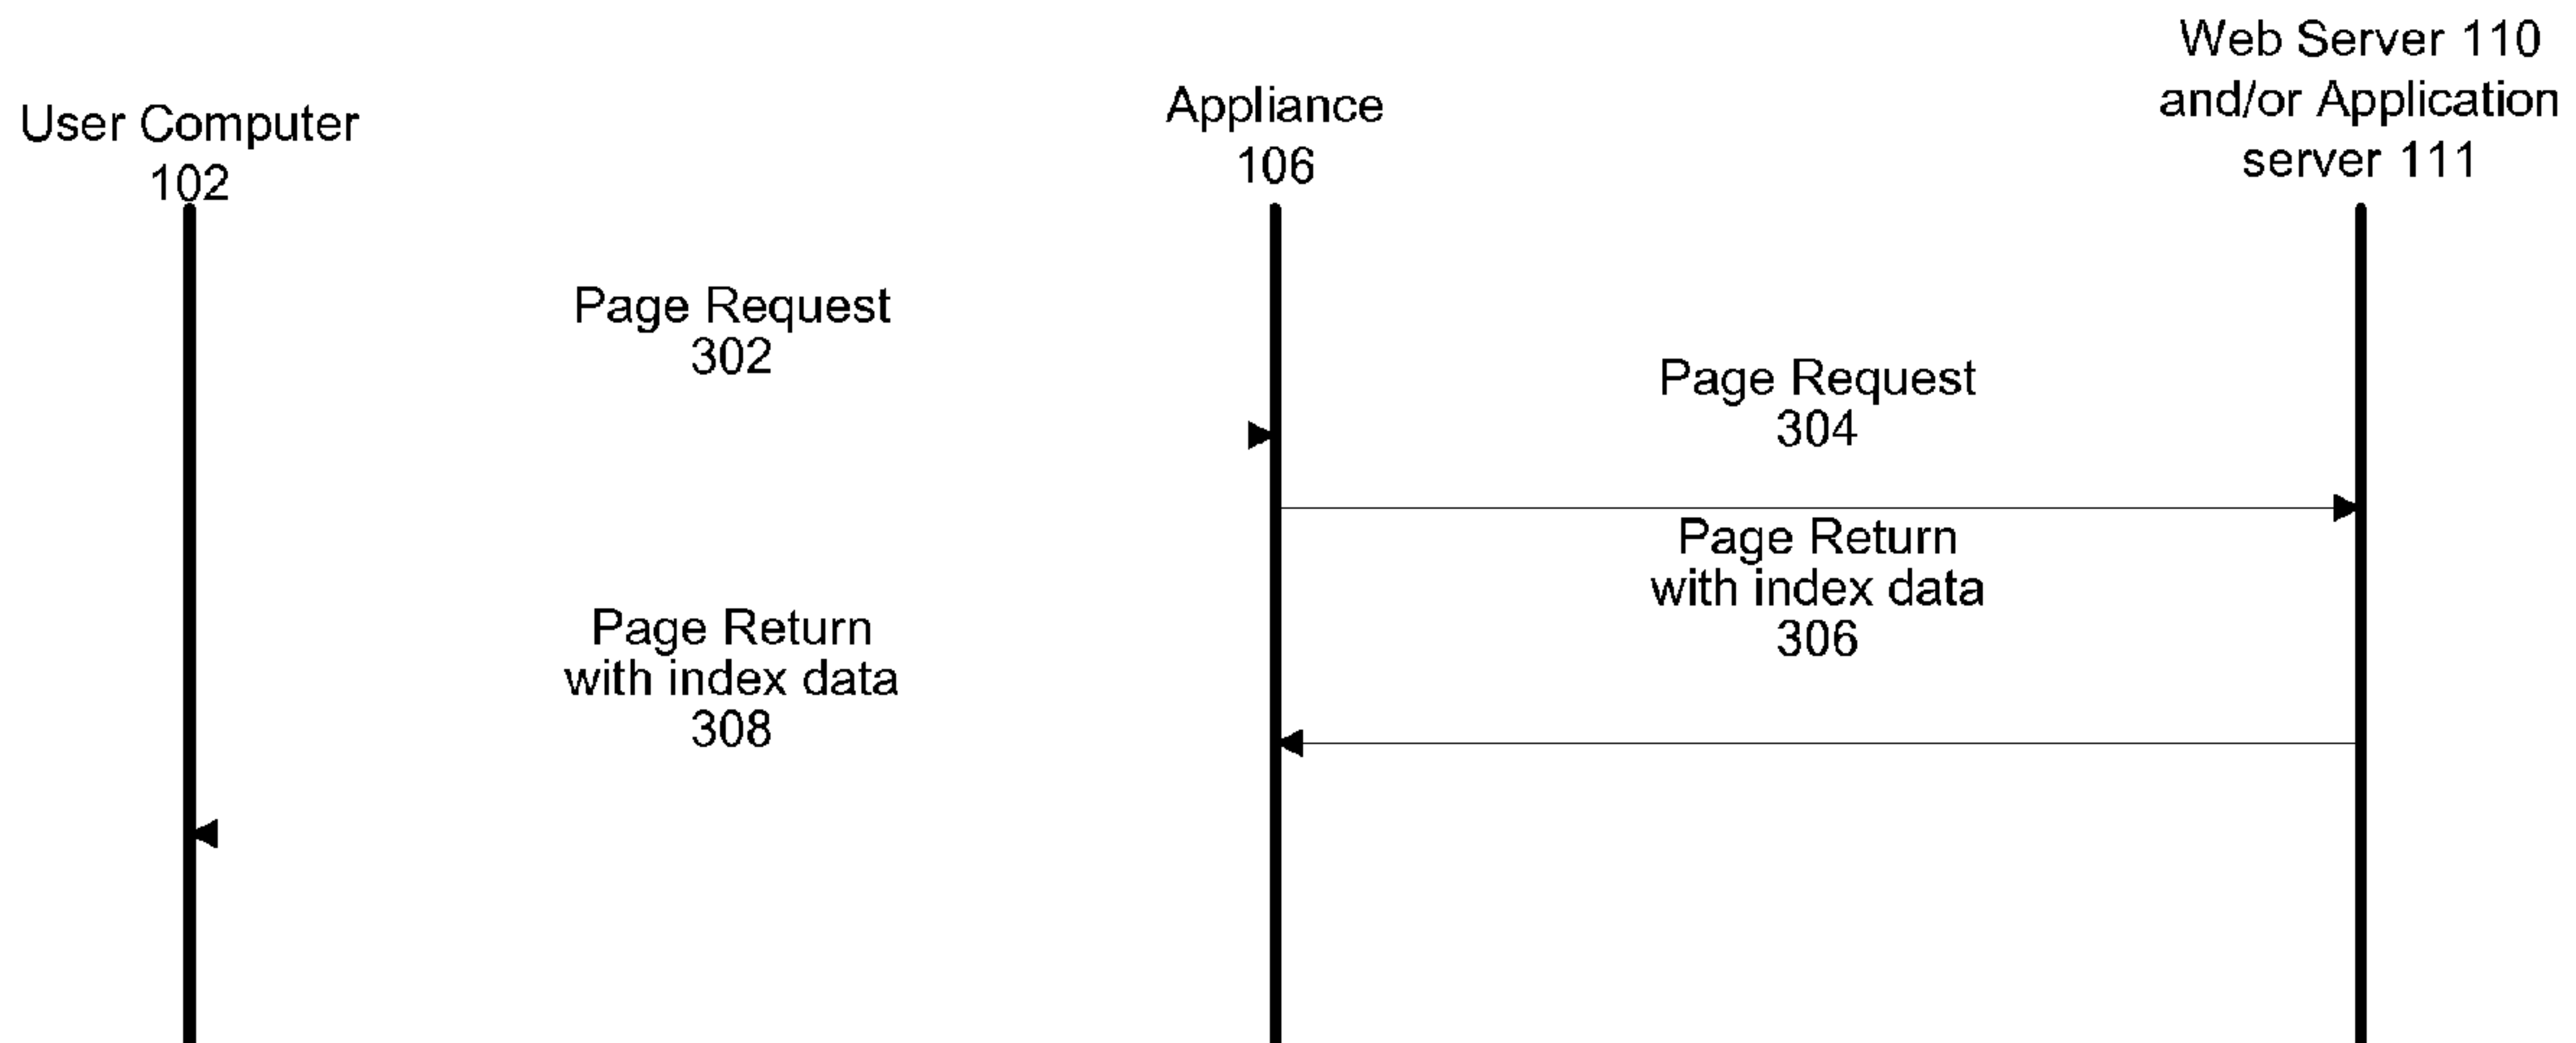 User Computer
102
Appliance
106
Web Server 110
and/or Application
server 111
Page Request
302
Page Request
304
Page Return
with index data
306
Page Return
with index data
308